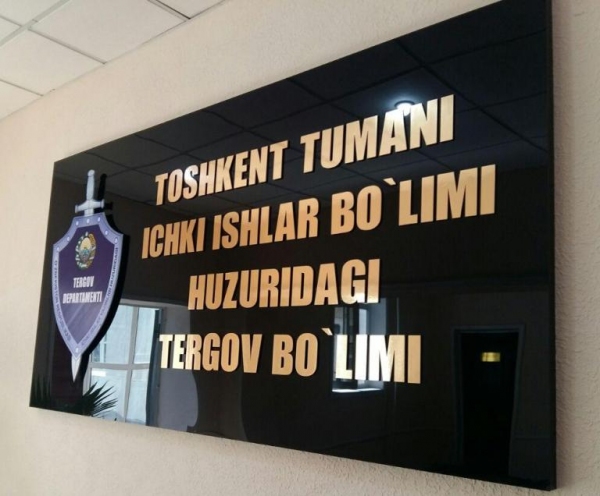 TOSHKENT TUMANI
ICHKI ISHLAR BO`LIMI
HUZURIDAGI
TERGOV BO`LIMI
TERGOV
DEPARTAMENTI